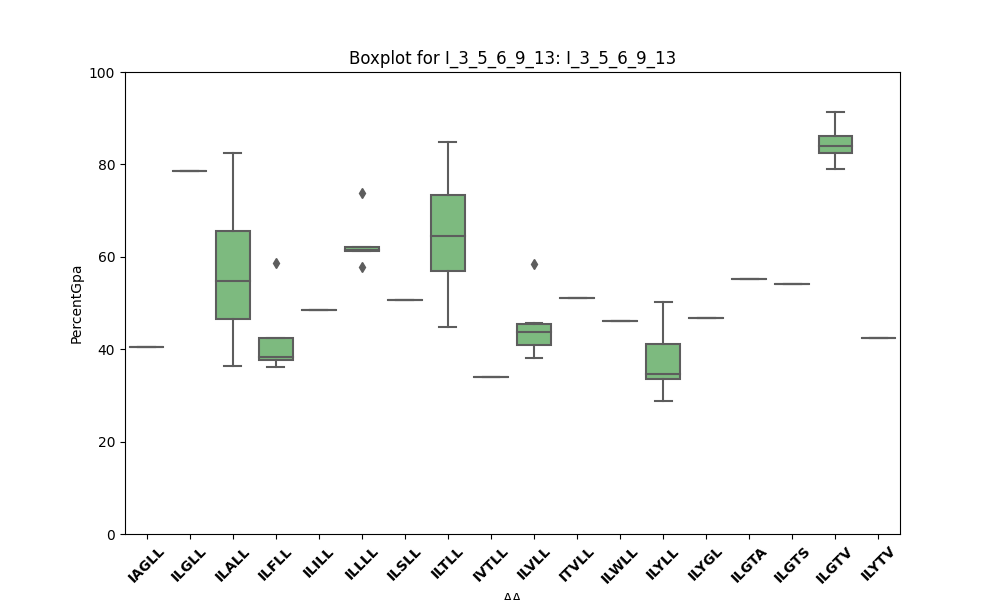 Boxplot for I_3_5_6_9_13: I_3_5_6_9_13
100
80
60
40
20
0
PercentGpa
IAGLL ILGLL ILALL ILFLL ILILL ILLLL ILSLL ILTLL IVTLL ILVLL ITVLL ILWLL ILYLL ILYGL ILGTA ILGTS ILGTV ILYTV
AA